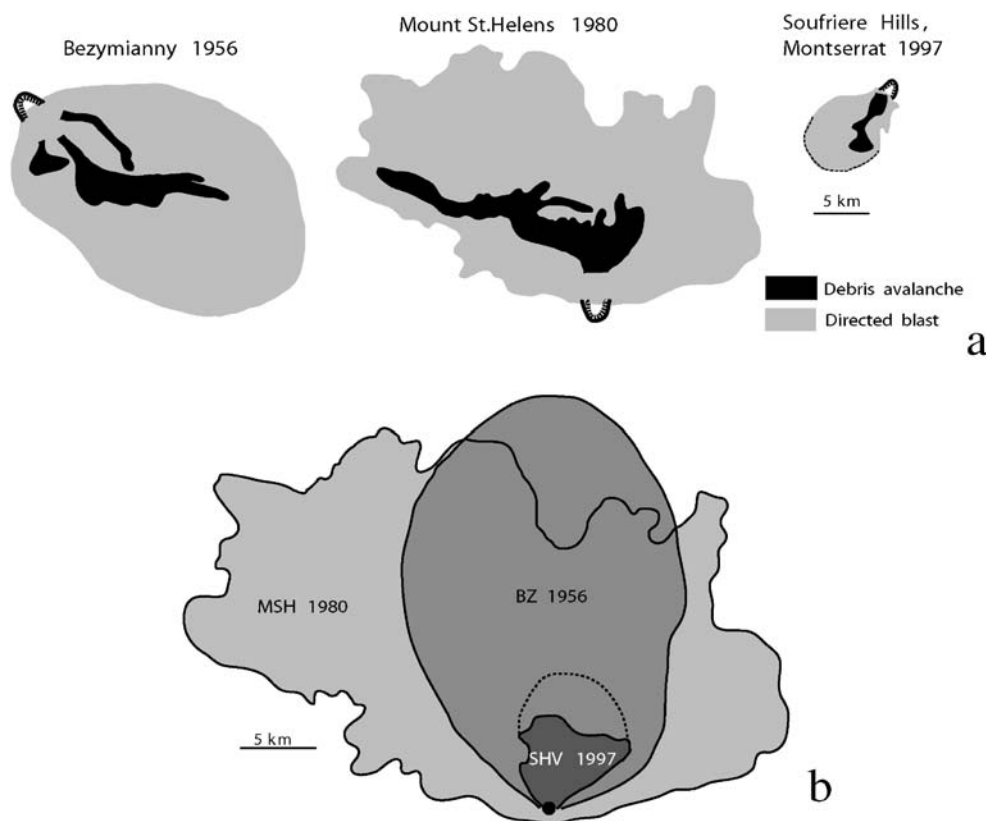 Bezymianny 1956
Mount St.Helens 1980
Soufriere Hills,
Montserrat 1997
5 km
Debris avalanche
Directed blast
a
MSH 1980
BZ 1956
5 km
SHV 1997
b